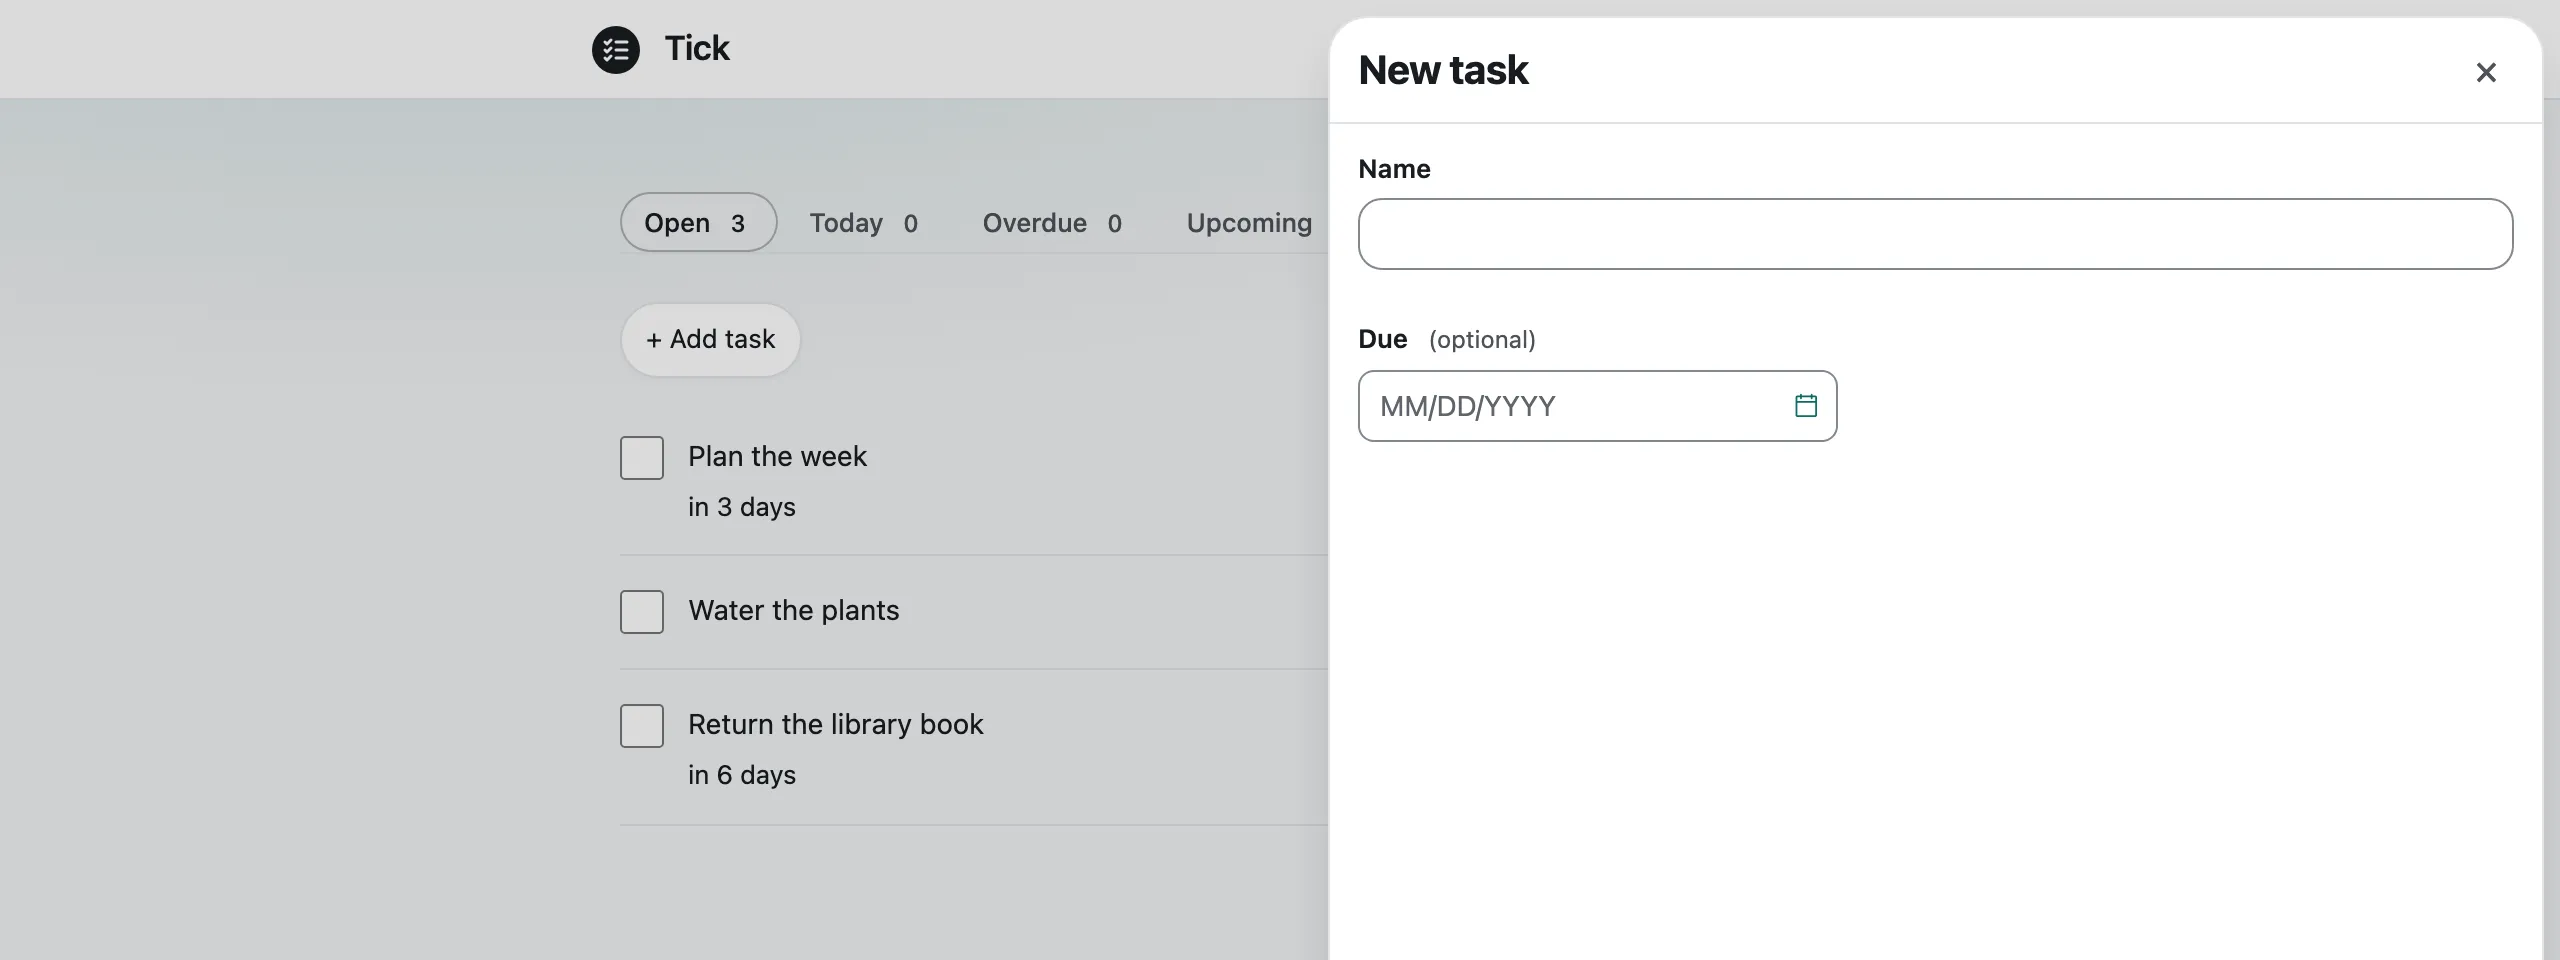 Tick
Open 3 Today 0 Overdue 0 Upcoming
+ Add task
Plan the week
in 3 days
Water the plants
Return the library book
in 6 days
New task
Name
Due (optional)
MM/DD/YYYY